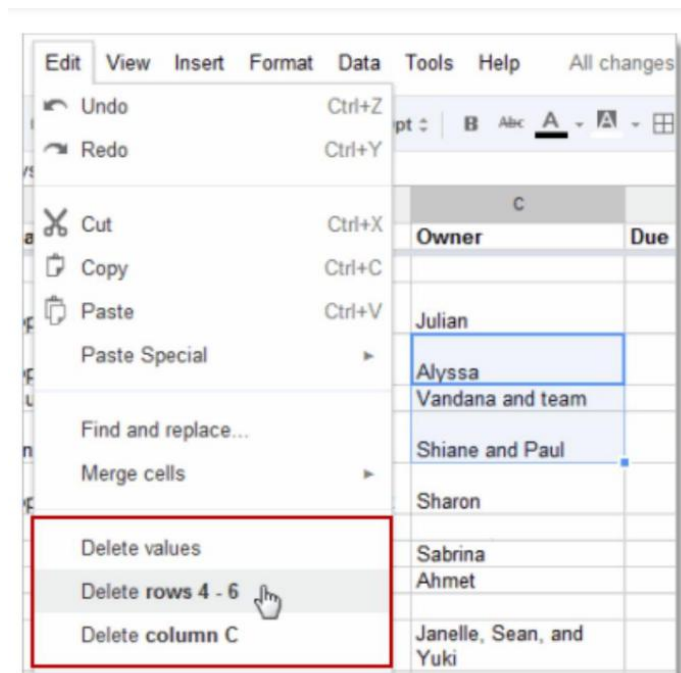 Edit View Insert Format Data Tools Help All changes
Undo Ctrl+Z
Redo Ctrl+Y
pt B Abc A A
Cut Ctrl+X
Copy Ctrl+C
Paste Ctrl+V
Paste Special
Find and replace...
Merge cells
Delete values
Delete rows 4 - 6
Delete column C
C
Owner Due
Julian
Alyssa
Vandana and team
Shiane and Paul
Sharon
Sabrina
Ahmet
Janelle, Sean, and
Yuki